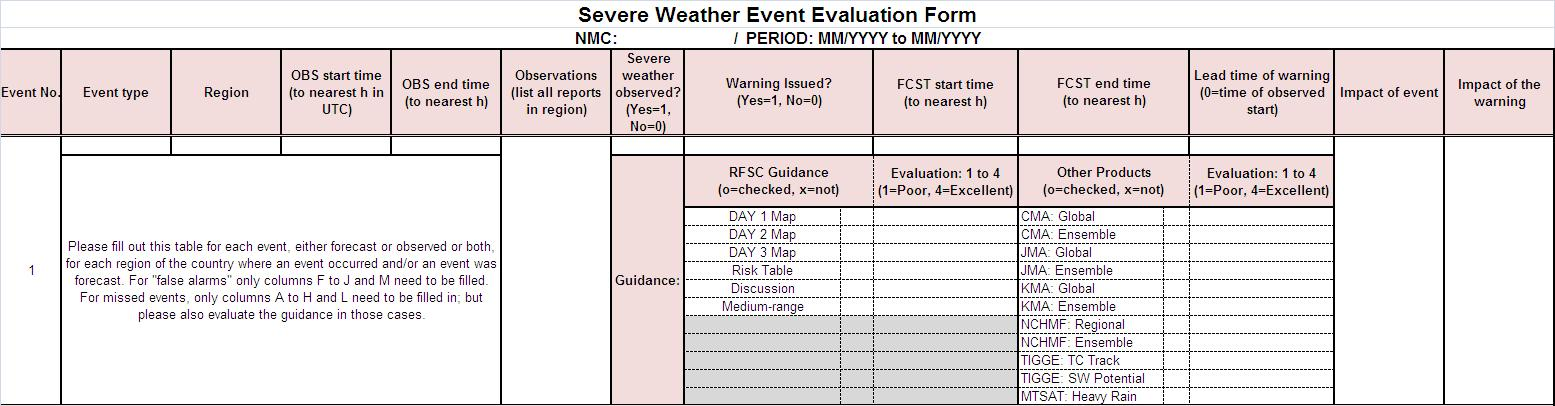 Severe Weather Event Evaluation Form
NMC: / PERIOD: MM/YYYY to MM/YYYY
Event No.
Event type
Region
OBS start time
(to nearest h in
UTC)
OBS end time
(to nearest h)
Observations
(list all reports
in region)
Severe
weather
observed?
(Yes=1,
No=0)
Warning Issued?
(Yes=1, No=0)
FCST start time
(to nearest h)
FCST end time
(to nearest h)
Lead time of warning
(0=time of observed
start)
Impact of event
Impact of the
warning
1
Please fill out this table for each event, either forecast or observed or both,
for each region of the country where an event occurred and/or an event was
forecast. For "false alarms" only columns F to J and M need to be filled.
For missed events, only columns A to H and L need to be filled in; but
please also evaluate the guidance in those cases.
Guidance:
RFSC Guidance
(o=checked, x=not)
Evaluation: 1 to 4
(1=Poor, 4=Excellent)
Other Products
(o=checked, x=not)
Evaluation: 1 to 4
(1=Poor, 4=Excellent)
DAY 1 Map
CMA: Global
DAY 2 Map
CMA: Ensemble
DAY 3 Map
JMA: Global
Risk Table
JMA: Ensemble
Discussion
KMA: Global
Medium-range
KMA: Ensemble
NCHMF: Regional
NCHMF: Ensemble
TIGGE: TC Track
TIGGE: SW Potential
MTSAT: Heavy Rain